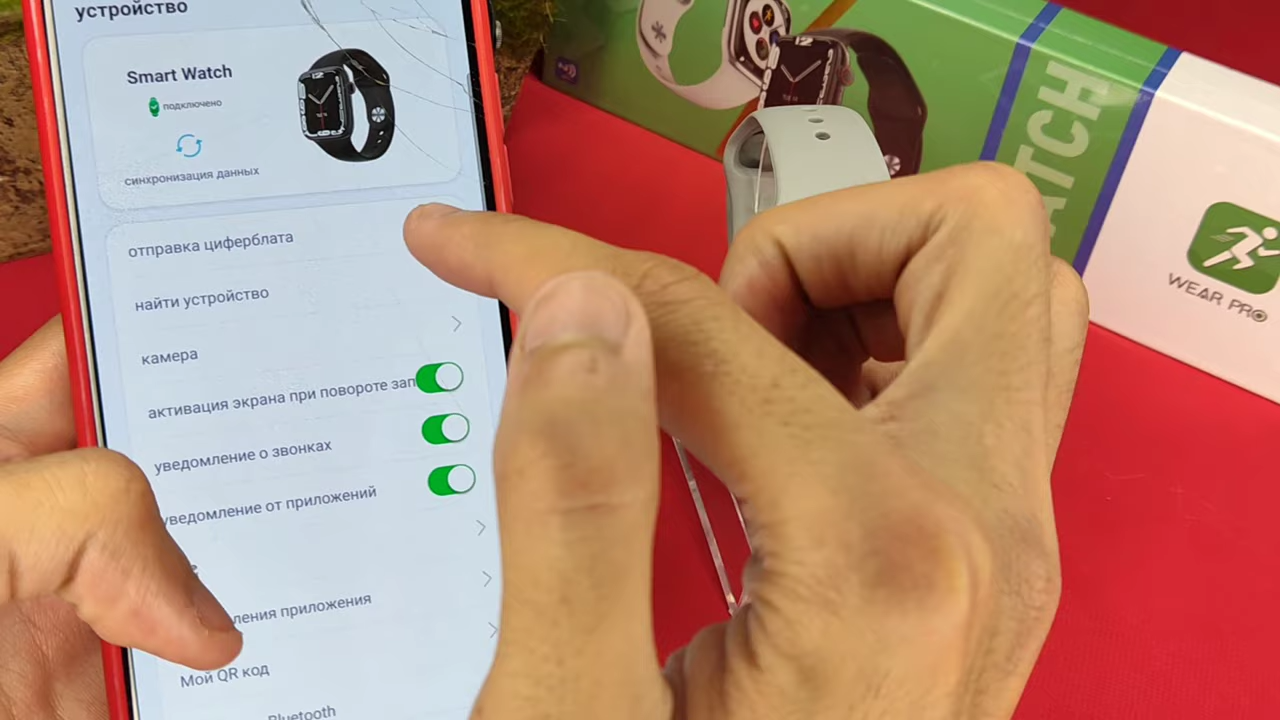 устройство
Smart Watch
подключено
синхронизация данных
отправка циферблата
найти устройство
камера
активация экрана при повороте зап
уведомление о звонках
уведомление от приложений
ления приложения
Мой QR код
Bluetooth
ATCH
WEAR PRO